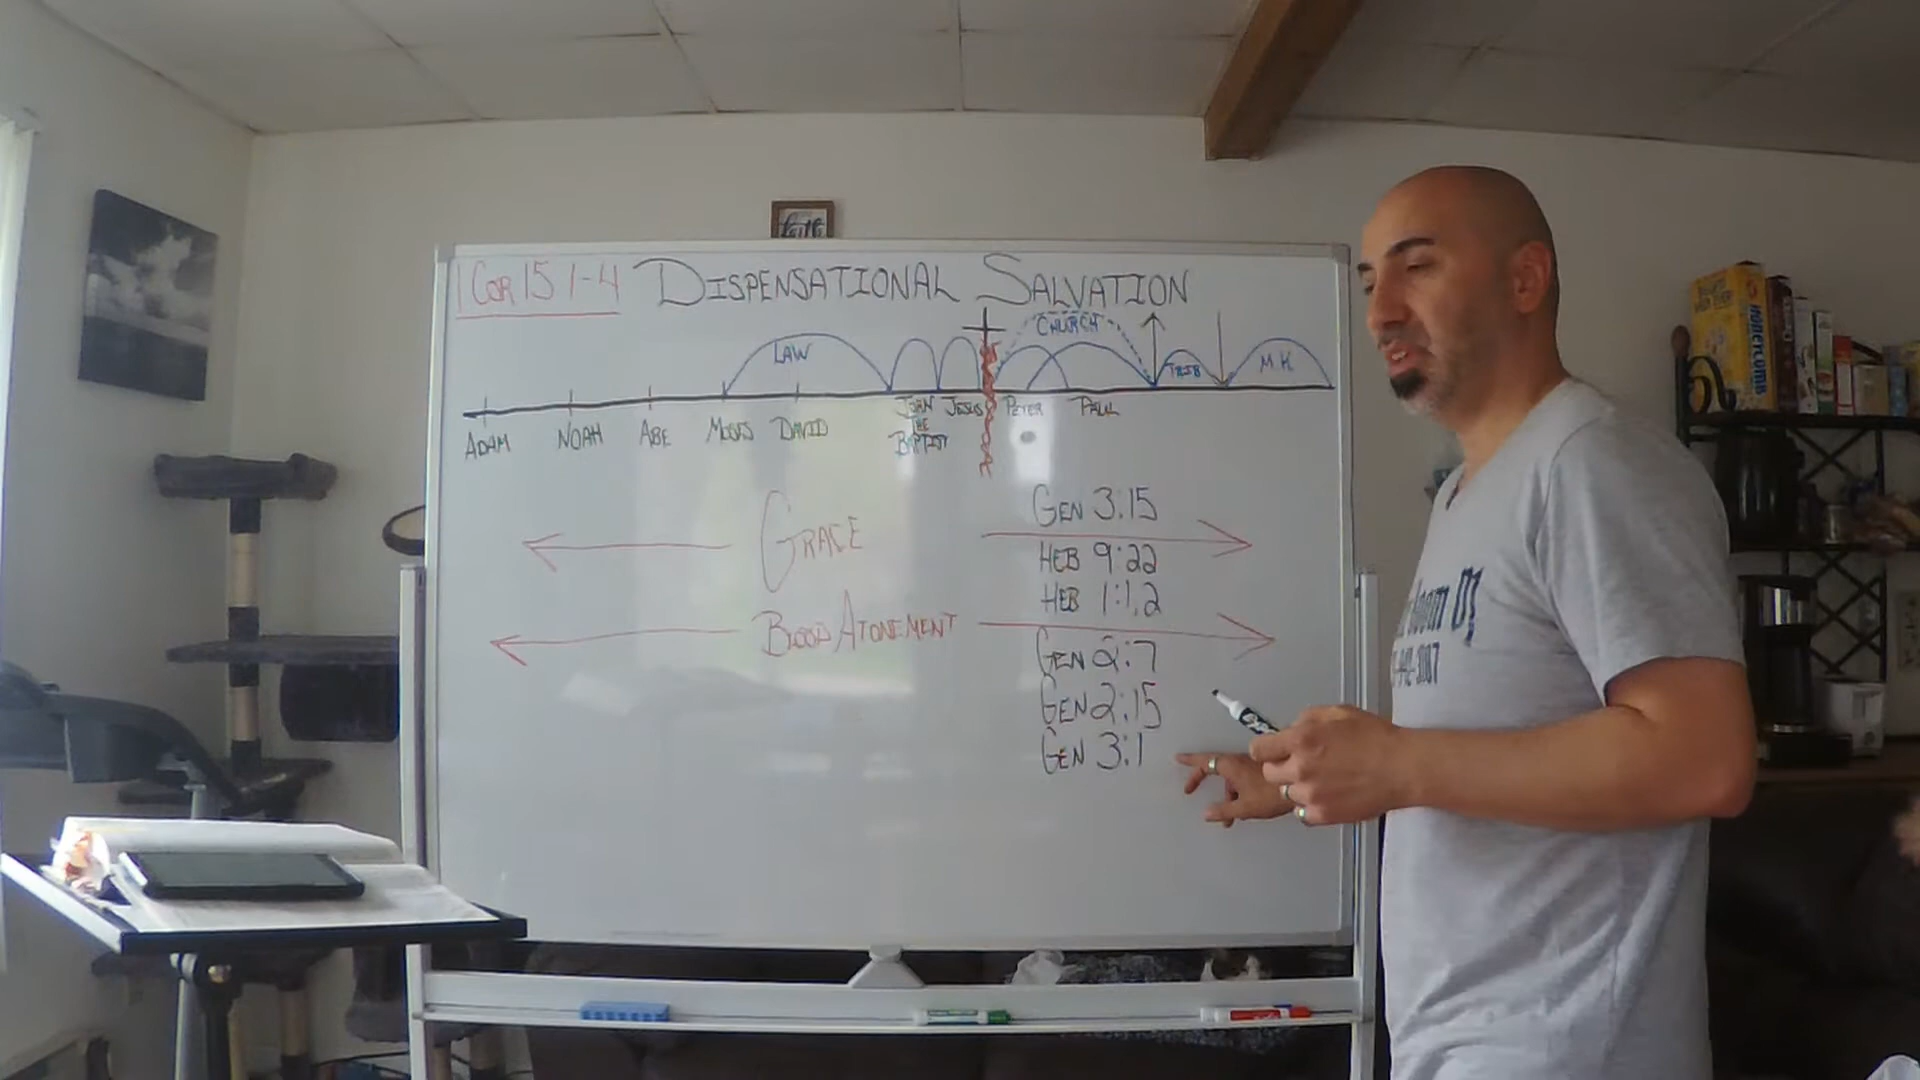 faith
1 COR 15 1-4 DISPENSATIONAL SALVATION
CHURCH
LAW
TRIB
M.K
ADAM NOAH ABE MOSES DAVID JOHN THE BAPTIST JESUS PETER PAUL
GEN 3:15
GRACE
HEB 9:22
HEB 1:1,2
BLOOD ATONEMENT
GEN 2:7
GEN 2:15
GEN 3:1
HONEYCOMB